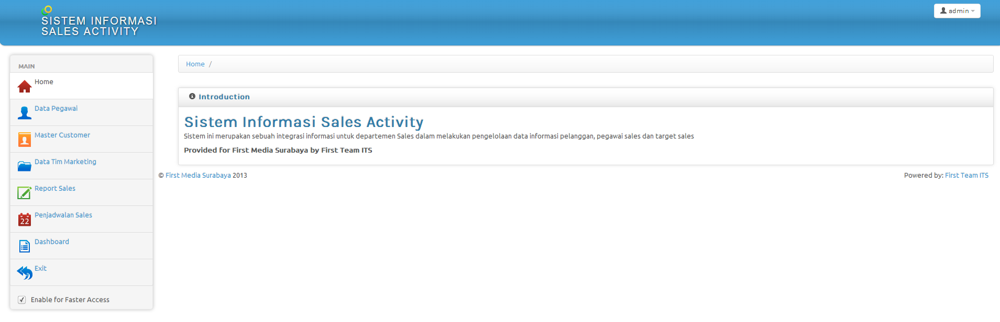 SISTEM INFORMASI
SALES ACTIVITY
admin
MAIN
Home
Data Pegawai
Master Customer
Data Tim Marketing
Report Sales
22
Penjadwalan Sales
Dashboard
Exit
Enable for Faster Access
Home /
Introduction
Sistem Informasi Sales Activity
Sistem ini merupakan sebuah integrasi informasi untuk departemen Sales dalam melakukan pengelolaan data informasi pelanggan, pegawai sales dan target sales
Provided for First Media Surabaya by First Team ITS
© First Media Surabaya 2013
Powered by: First Team ITS